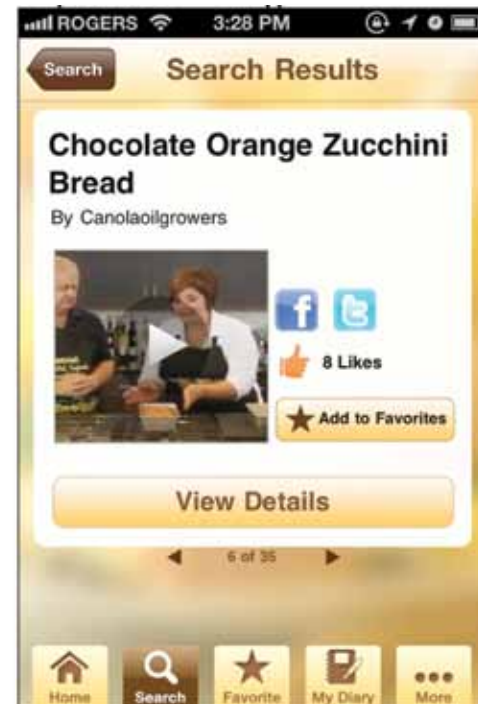 ROGERS 3:28 PM
Search Search Results
Chocolate Orange Zucchini
Bread
By Canolaoilgrowers
8 Likes
Add to Favorites
View Details
6 of 35
Home Search Favorite My Diary More